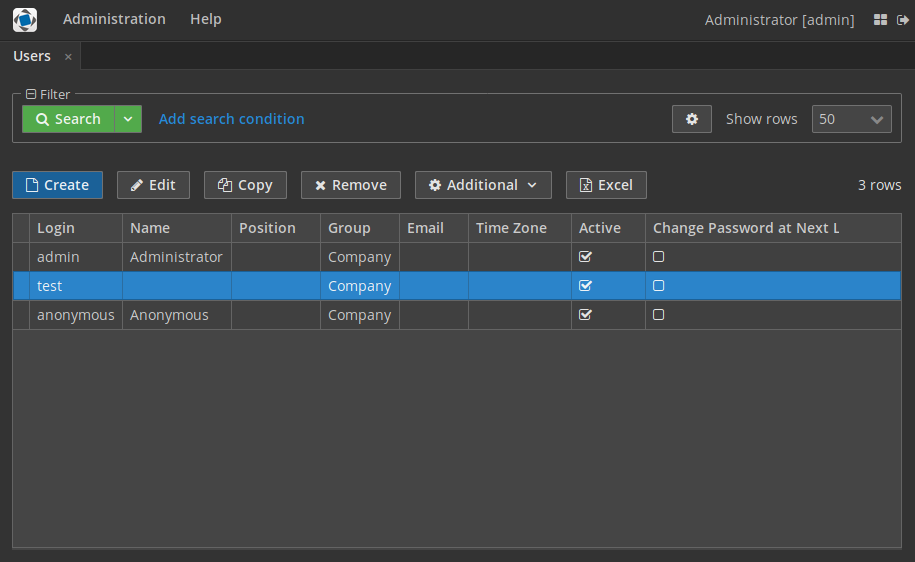 Administration Help Administrator [admin]
Users ×
Filter
Search Add search condition Show rows 50
Create Edit Copy Remove Additional Excel 3 rows
Login Name Position Group Email Time Zone Active Change Password at Next L
admin Administrator Company
test Company
anonymous Anonymous Company